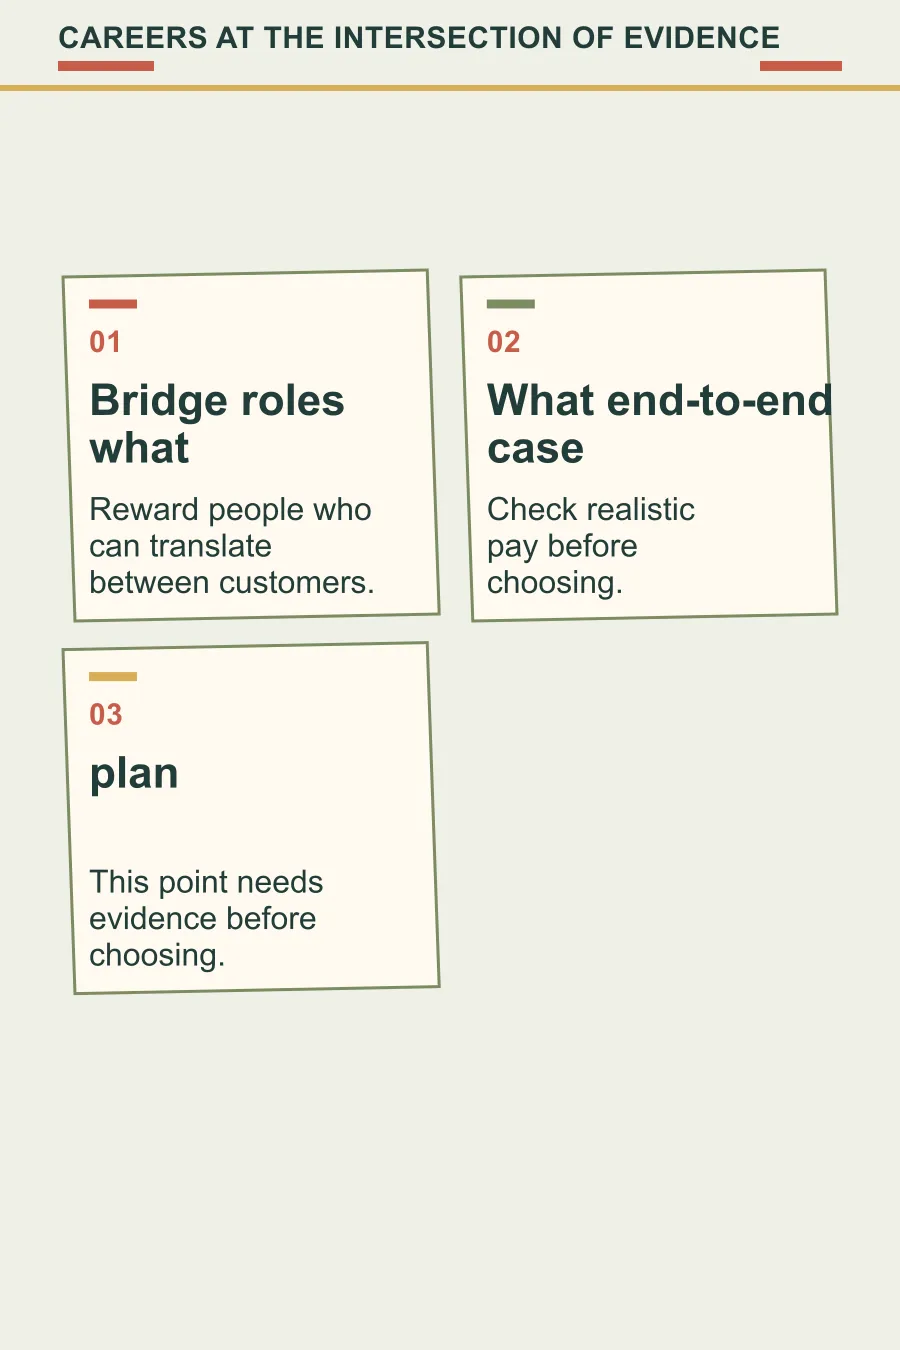 CAREERS AT THE INTERSECTION OF EVIDENCE
01
Bridge roles
what
Reward people who
can translate
between customers.
02
What end-to-end
case
Check realistic
pay before
choosing.
03
plan
This point needs
evidence before
choosing.